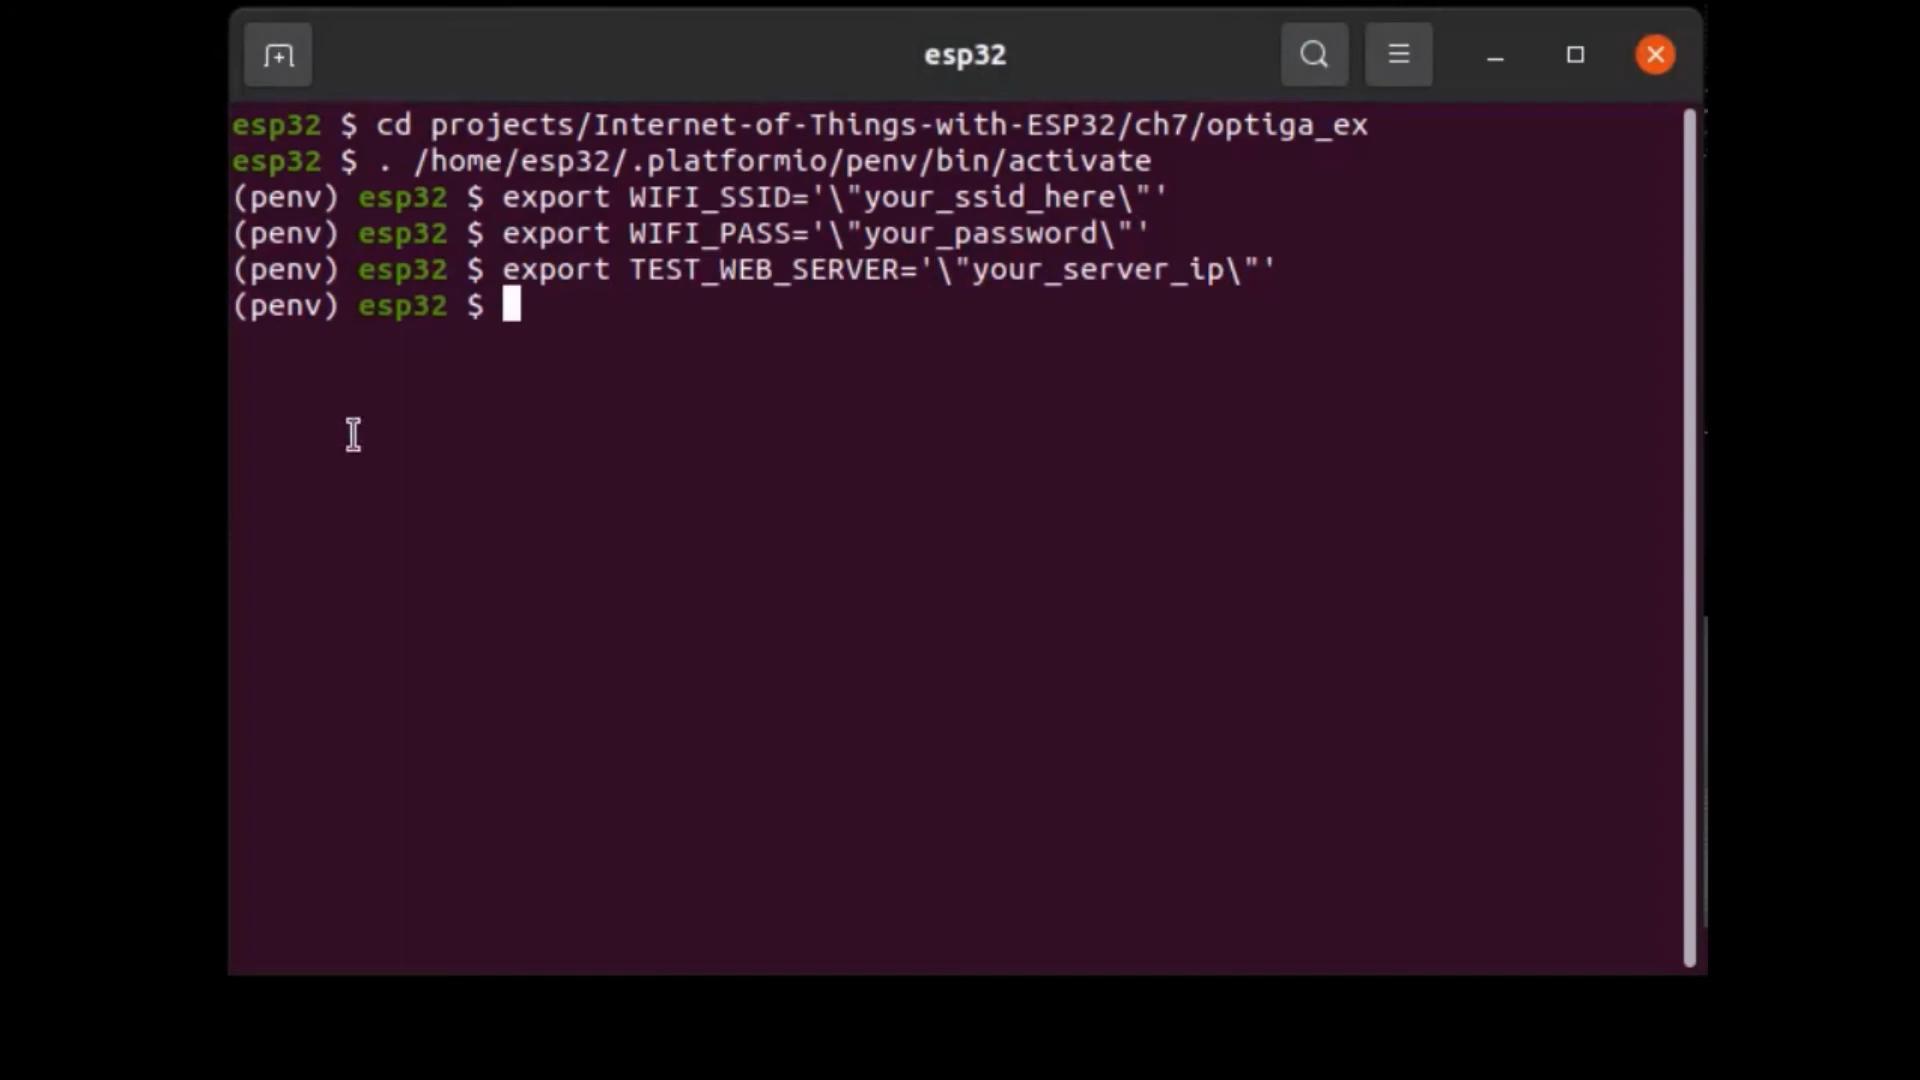 esp32
esp32 $ cd projects/Internet-of-Things-with-ESP32/ch7/optiga_ex
esp32 $ . /home/esp32/.platformio/penv/bin/activate
(penv) esp32 $ export WIFI_SSID='\"your_ssid_here\"'
(penv) esp32 $ export WIFI_PASS='\"your_password\"'
(penv) esp32 $ export TEST_WEB_SERVER='\"your_server_ip\"'
(penv) esp32 $